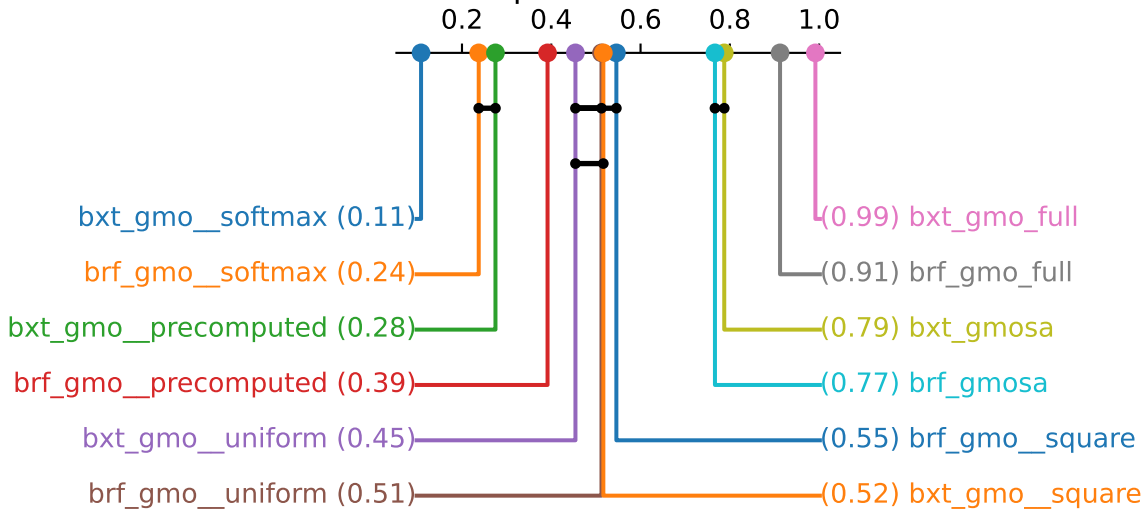 0.2 0.4 0.6 0.8 1.0
bxt_gmo__softmax (0.11) (0.99) bxt_gmo_full
brf_gmo__softmax (0.24) (0.91) brf_gmo_full
bxt_gmo__precomputed (0.28) (0.79) bxt_gmosa
brf_gmo__precomputed (0.39) (0.77) brf_gmosa
bxt_gmo__uniform (0.45) (0.55) brf_gmo__square
brf_gmo__uniform (0.51) (0.52) bxt_gmo__square